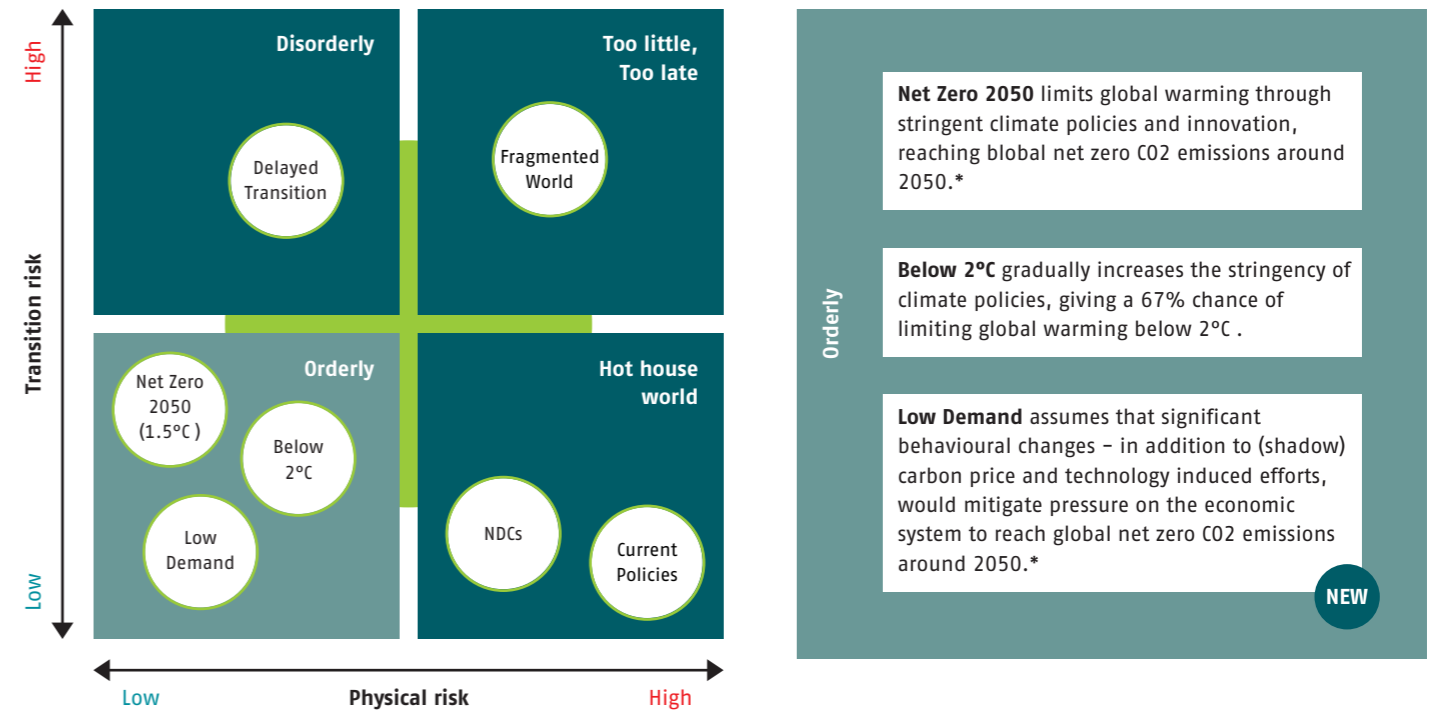 High
Transition risk
Low
Disorderly
Delayed
Transition
Too little,
Too late
Fragmented
World
Orderly
Net Zero
2050
(1.5°C )
Below
2°C
Low
Demand
Hot house
world
NDCs
Current
Policies
Low
Physical risk
High
Orderly
Net Zero 2050 limits global warming through
stringent climate policies and innovation,
reaching blobal net zero CO2 emissions around
2050.*
Below 2°C gradually increases the stringency of
climate policies, giving a 67% chance of
limiting global warming below 2°C .
Low Demand assumes that significant
behavioural changes – in addition to (shadow)
carbon price and technology induced efforts,
would mitigate pressure on the economic
system to reach global net zero CO2 emissions
around 2050.*
NEW